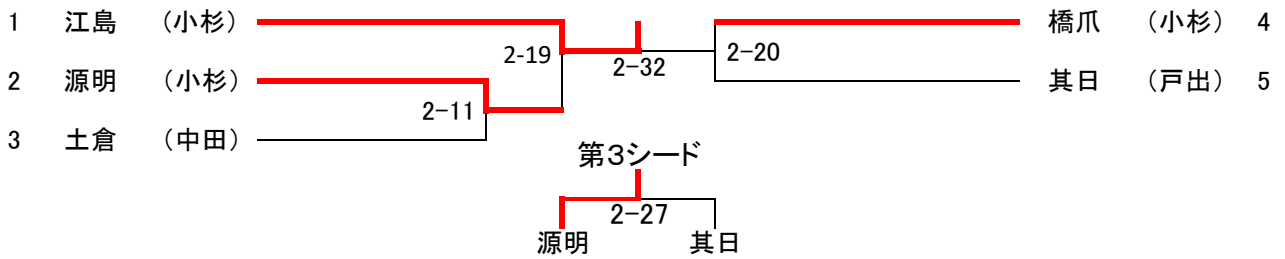 1 江島 （小杉） 橋爪 （小杉） 4
2-19 2-32 2-20
2 源明 （小杉） 其日 （戸出） 5
2-11
3 土倉 （中田）
第3シード
2-27
源明 其日